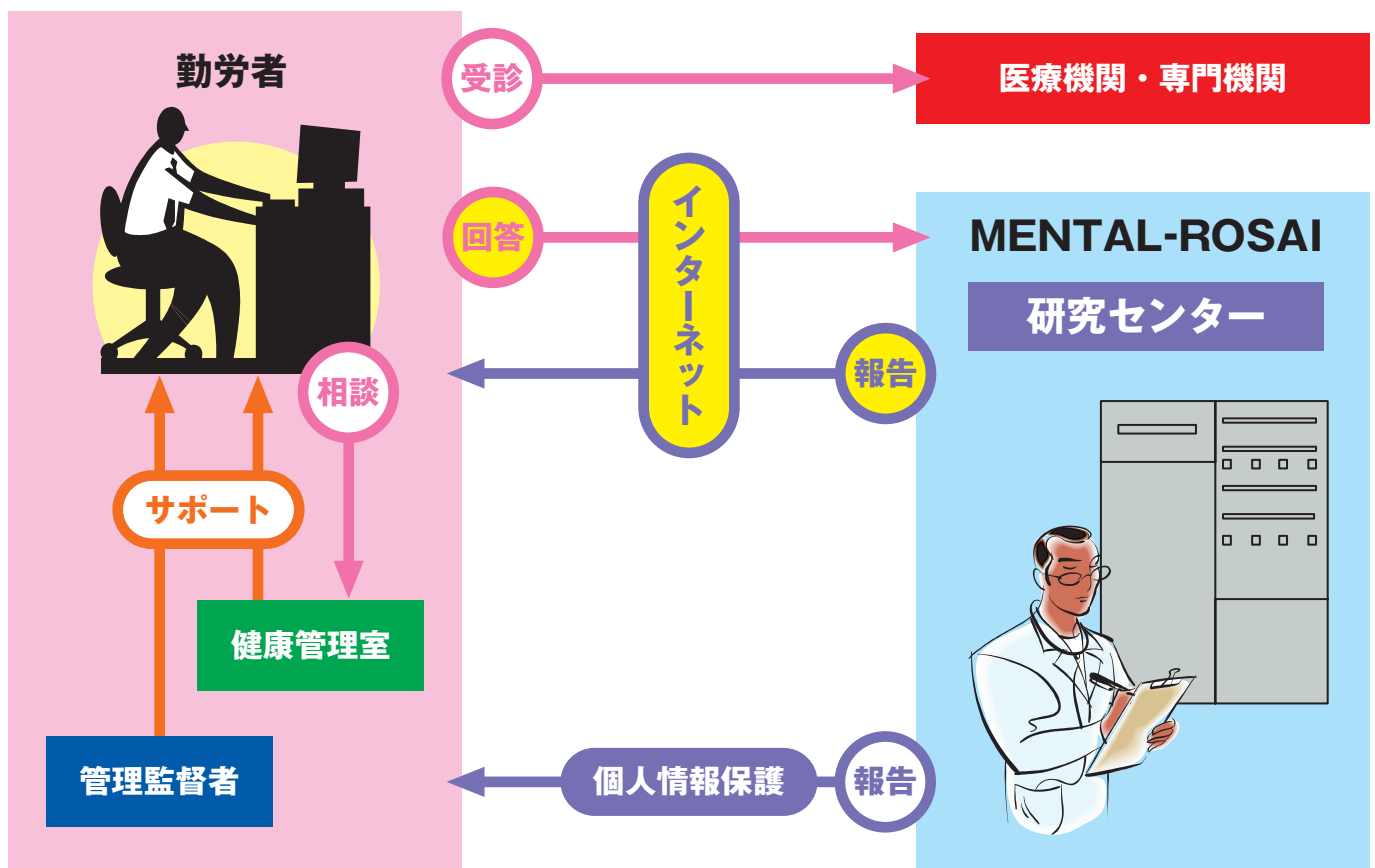 勤労者
受診
医療機関・専門機関
回答
インターネット
MENTAL-ROSAI
研究センター
報告
相談
サポート
健康管理室
管理監督者
個人情報保護
報告